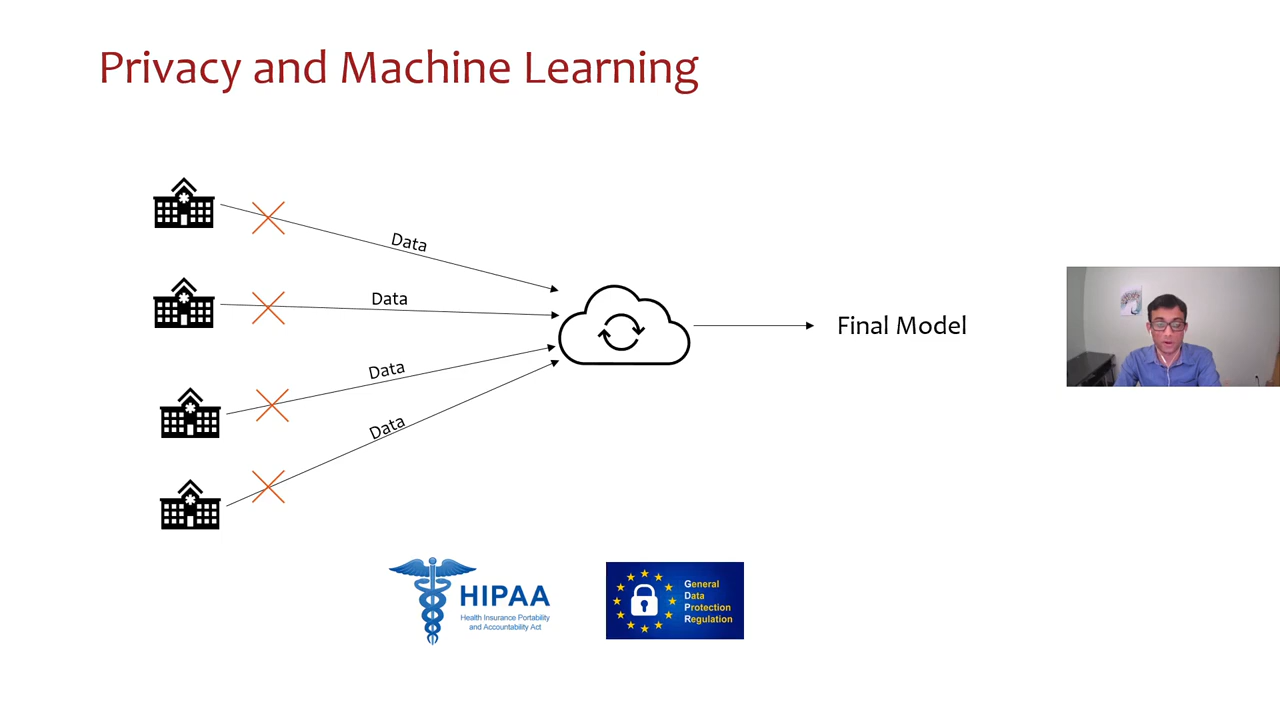 Privacy and Machine Learning
Data
Data
Data
Data
Final Model
HIPAA
Health Insurance Portability
and Accountability Act
General
Data
Protection
Regulation